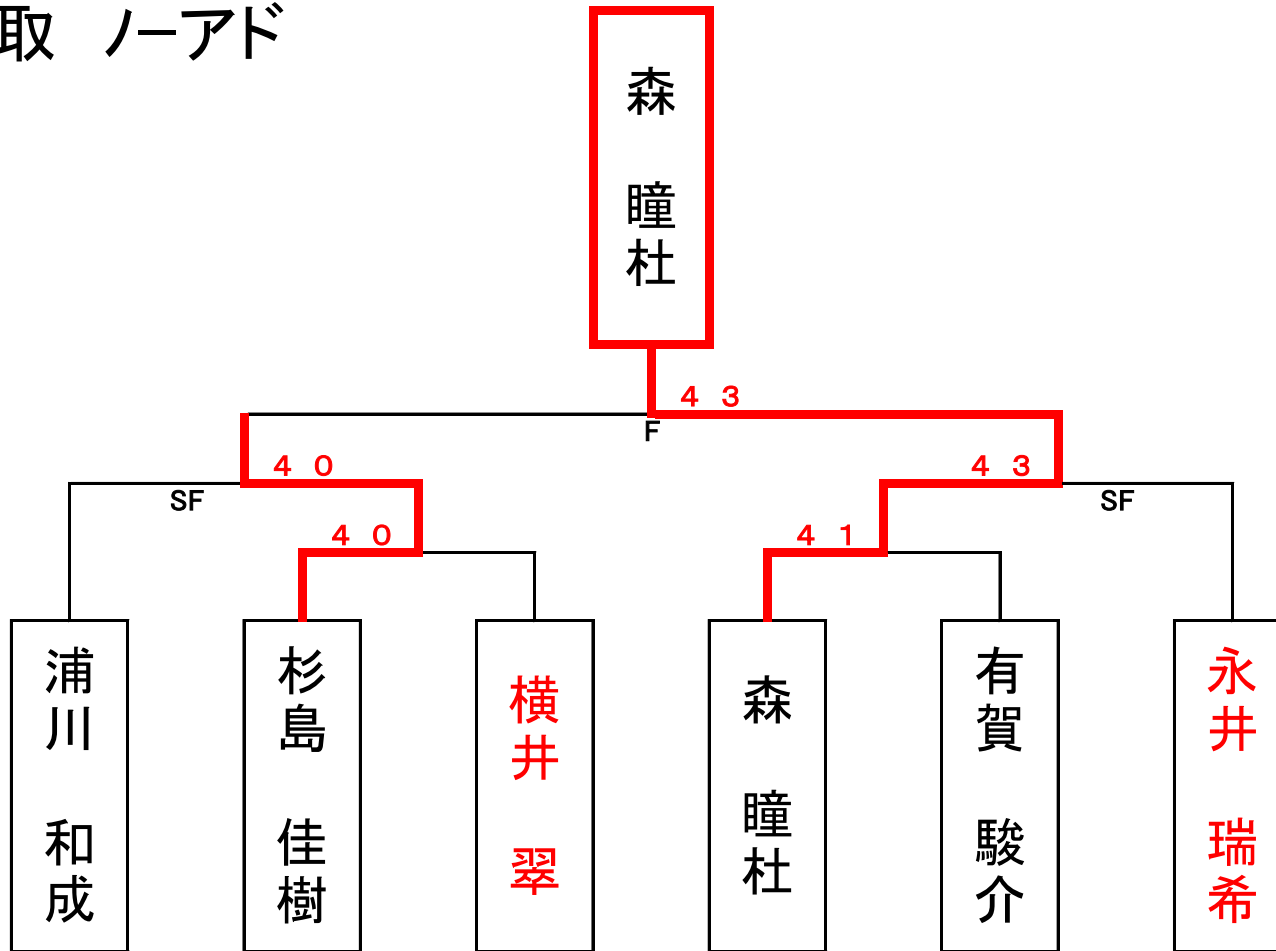 取 ノーアド
森 瞳杜
４ ３
F
４ ０
４ ３
SF
SF
４ ０
４ １
浦川 和成
杉島 佳樹
横井 翠
森 瞳杜
有賀 駿介
永井 瑞希